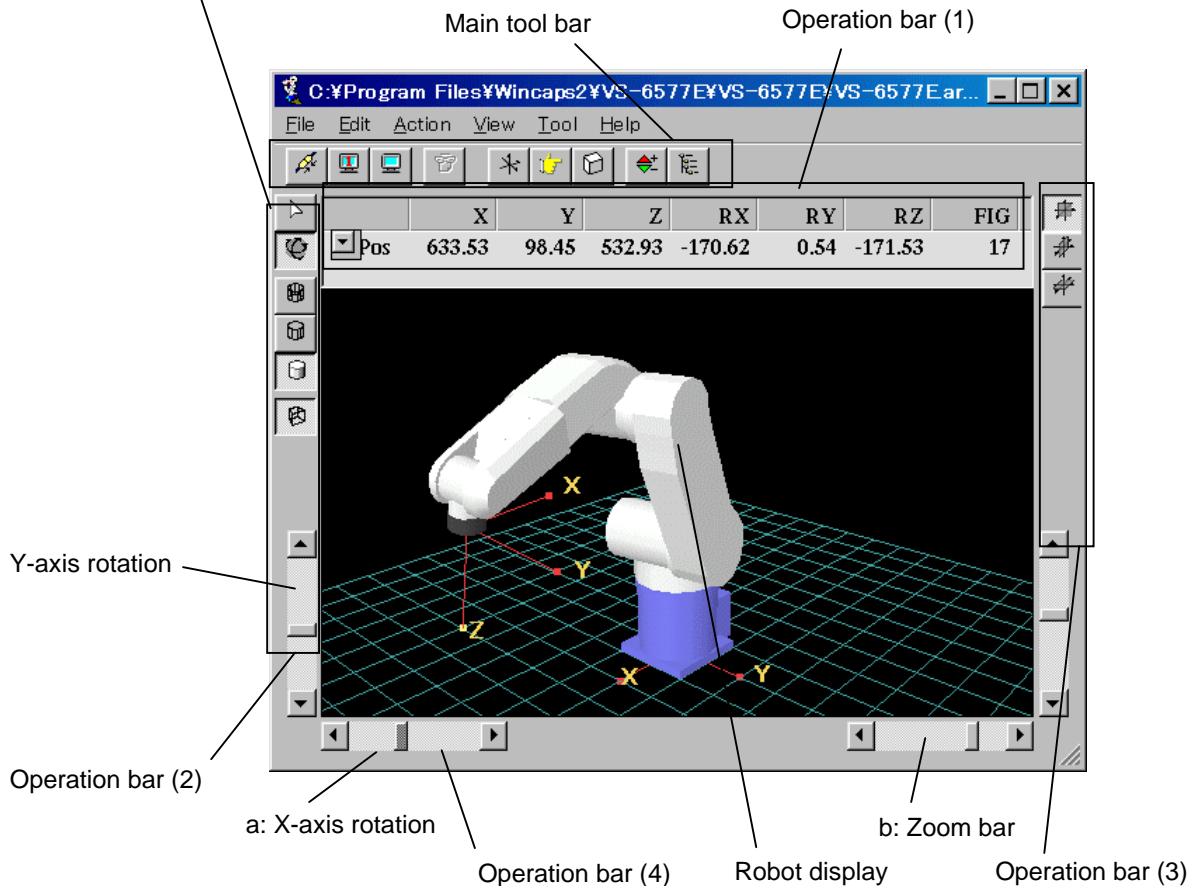 Main tool bar
Operation bar (1)
C:¥Program Files¥Wincaps2¥VS-6577E¥VS-6577E¥VS-6577E.ar...
File Edit Action View Tool Help
X Y Z RX RY RZ FIG
Pos 633.53 98.45 532.93 -170.62 0.54 -171.53 17
X
Y
Z
X
Y
Y-axis rotation
Operation bar (2)
a: X-axis rotation
b: Zoom bar
Operation bar (4)
Robot display
Operation bar (3)